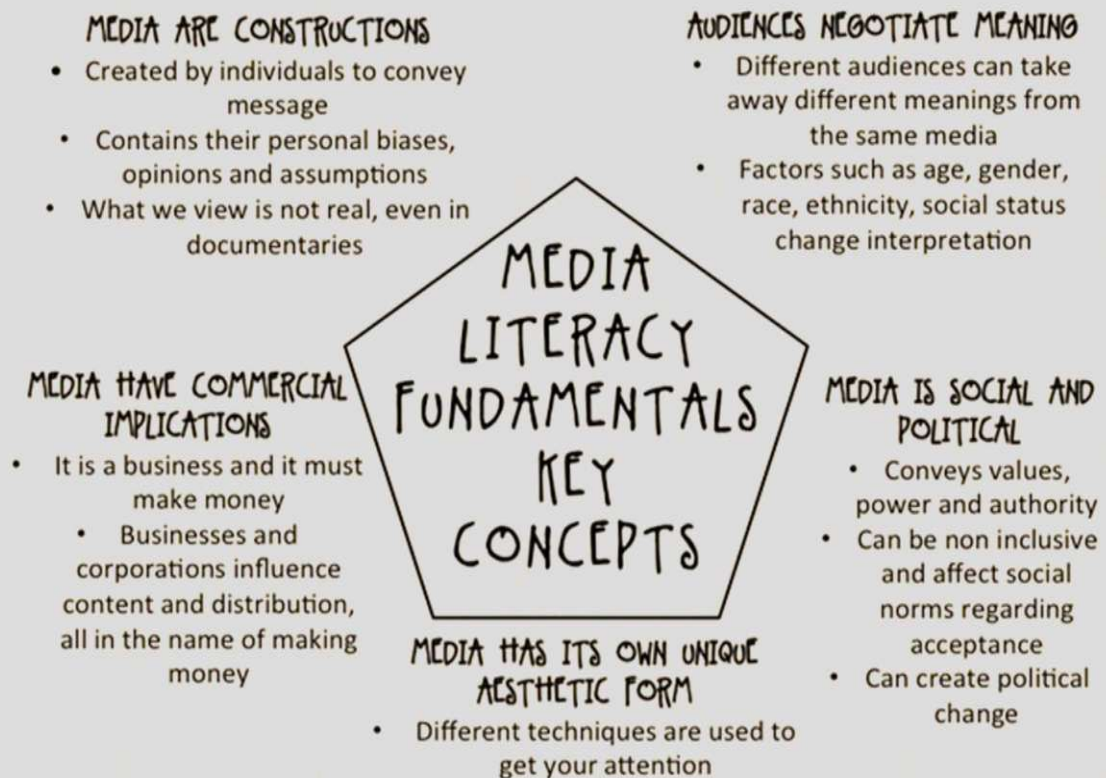 MEDIA ARE CONSTRUCTIONS
• Created by individuals to convey
message
• Contains their personal biases,
opinions and assumptions
• What we view is not real, even in
documentaries
AUDIENCES NEGOTIATE MEANING
• Different audiences can take
away different meanings from
the same media
• Factors such as age, gender,
race, ethnicity, social status
change interpretation
MEDIA
LITERACY
FUNDAMENTALS
KEY
CONCEPTS
MEDIA HAVE COMMERCIAL
IMPLICATIONS
• It is a business and it must
make money
• Businesses and
corporations influence
content and distribution,
all in the name of making
money
MEDIA IS SOCIAL AND
POLITICAL
• Conveys values,
power and authority
• Can be non inclusive
and affect social
norms regarding
acceptance
• Can create political
change
MEDIA HAS ITS OWN UNIQUE
AESTHETIC FORM
• Different techniques are used to
get your attention